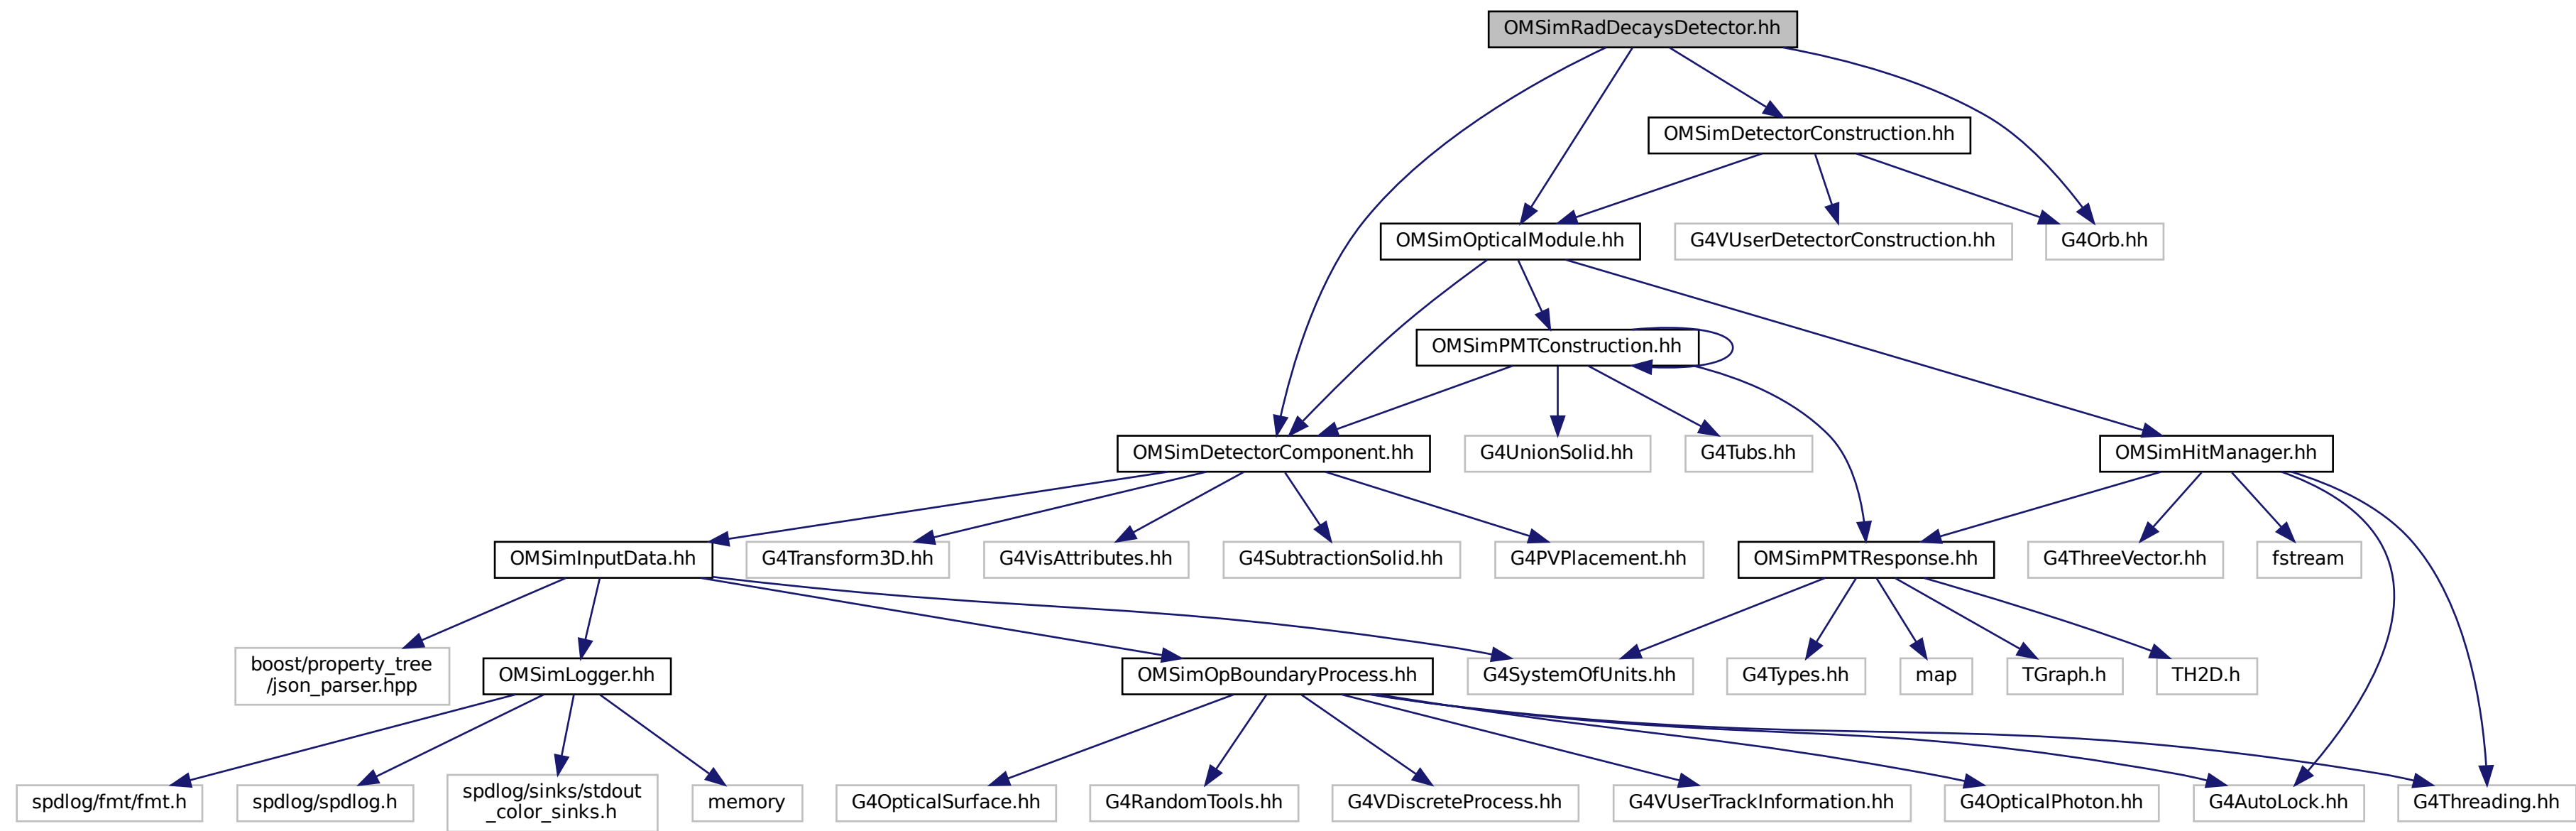 OMSimRadDecaysDetector.hh
OMSimDetectorConstruction.hh
OMSimOpticalModule.hh
G4VUserDetectorConstruction.hh
G4Orb.hh
OMSimPMTConstruction.hh
OMSimDetectorComponent.hh
G4UnionSolid.hh
G4Tubs.hh
OMSimHitManager.hh
OMSimInputData.hh
G4Transform3D.hh
G4VisAttributes.hh
G4SubtractionSolid.hh
G4PVPlacement.hh
OMSimPMTResponse.hh
G4ThreeVector.hh
fstream
boost/property_tree
/json_parser.hpp
OMSimLogger.hh
OMSimOpBoundaryProcess.hh
G4SystemOfUnits.hh
G4Types.hh
map
TGraph.h
TH2D.h
spdlog/fmt/fmt.h
spdlog/spdlog.h
spdlog/sinks/stdout
_color_sinks.h
memory
G4OpticalSurface.hh
G4RandomTools.hh
G4VDiscreteProcess.hh
G4VUserTrackInformation.hh
G4OpticalPhoton.hh
G4AutoLock.hh
G4Threading.hh